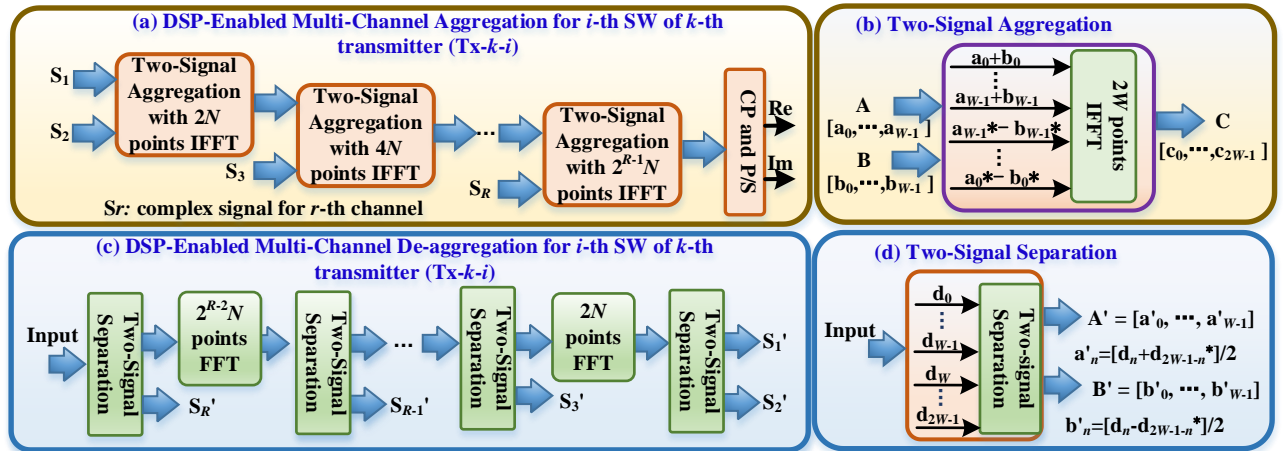 (a) DSP-Enabled Multi-Channel Aggregation for i-th SW of k-th
transmitter (Tx-k-i)
S1
S2
Two-Signal
Aggregation
with 2N
points IFFT
S3
Two-Signal
Aggregation
with 4N
points IFFT
...
SR
Two-Signal
Aggregation
with 2^{R-1}N
points IFFT
CP and P/S
Re
Im
Sr: complex signal for r-th channel
(b) Two-Signal Aggregation
A
[a0,···,aW-1 ]
B
[b0,···,bW-1 ]
a0+b0
⋮
aW-1+bW-1
aW-1*− bW-1*
⋮
a0*− b0*
2W points
IFFT
C
[c0,···,c2W-1 ]
(c) DSP-Enabled Multi-Channel De-aggregation for i-th SW of k-th
transmitter (Tx-k-i)
Input
Two-Signal
Separation
SR'
2^{R-2}N
points
FFT
Two-Signal
Separation
SR-1'
...
Two-Signal
Separation
S3'
2N
points
FFT
Two-Signal
Separation
S1'
S2'
(d) Two-Signal Separation
Input
d0
⋮
dW-1
dW
⋮
d2W-1
Two-signal
Separation
A' = [a'0, ···, a'W-1]
a'n=[dn+d2W-1-n*]/2
B' = [b'0, ···, b'W-1]
b'n=[dn-d2W-1-n*]/2